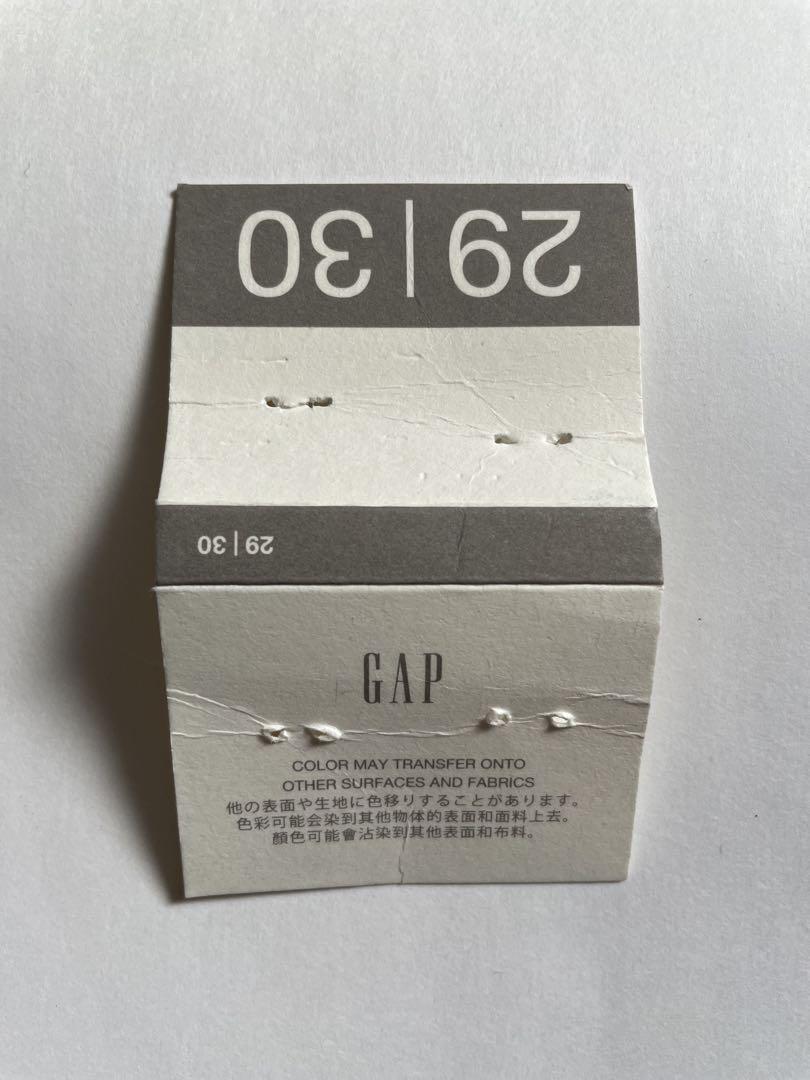 29 | 30
29 | 30
GAP
COLOR MAY TRANSFER ONTO
OTHER SURFACES AND FABRICS
他の表面や生地に色移りすることがあります。
色彩可能会染到其他物体的表面和面料上去。
顏色可能會沾染到其他表面和布料。